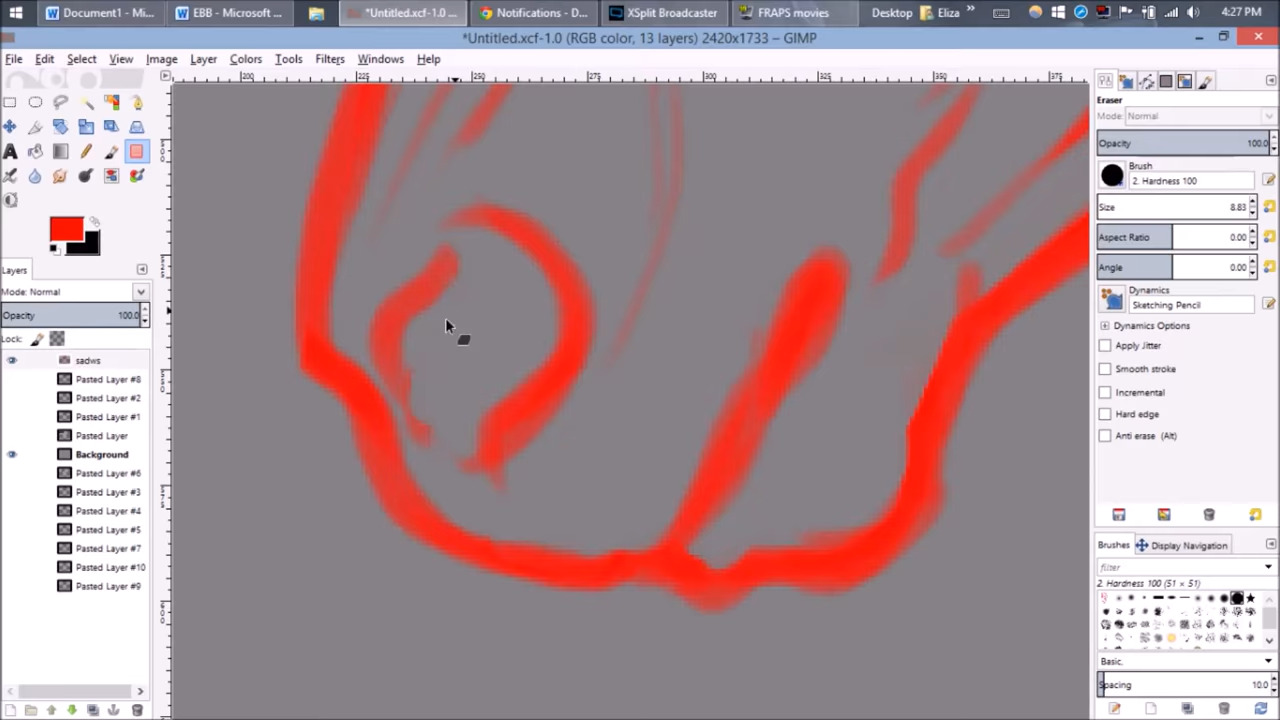 Document1 - Mi...
EBB - Microsoft ...
*Untitled.xcf-1.0 ...
Notifications - D...
XSplit Broadcaster
FRAPS movies
Desktop
Eliza
4:27 PM
*Untitled.xcf-1.0 (RGB color, 13 layers) 2420x1733 – GIMP
File Edit Select View Image Layer Colors Tools Filters Windows Help
225 250 275 300 325 350 375
Layers
Mode: Normal
Opacity 100.0
Lock:
sadws
Pasted Layer #8
Pasted Layer #2
Pasted Layer #1
Pasted Layer
Background
Pasted Layer #6
Pasted Layer #3
Pasted Layer #4
Pasted Layer #5
Pasted Layer #7
Pasted Layer #10
Pasted Layer #9
Eraser
Mode: Normal
Opacity 100.0
Brush
2. Hardness 100
Size 8.83
Aspect Ratio 0.00
Angle 0.00
Dynamics
Sketching Pencil
Dynamics Options
Apply Jitter
Smooth stroke
Incremental
Hard edge
Anti erase (Alt)
Brushes Display Navigation
filter
2. Hardness 100 (51 × 51)
Basic,
Spacing 10.0